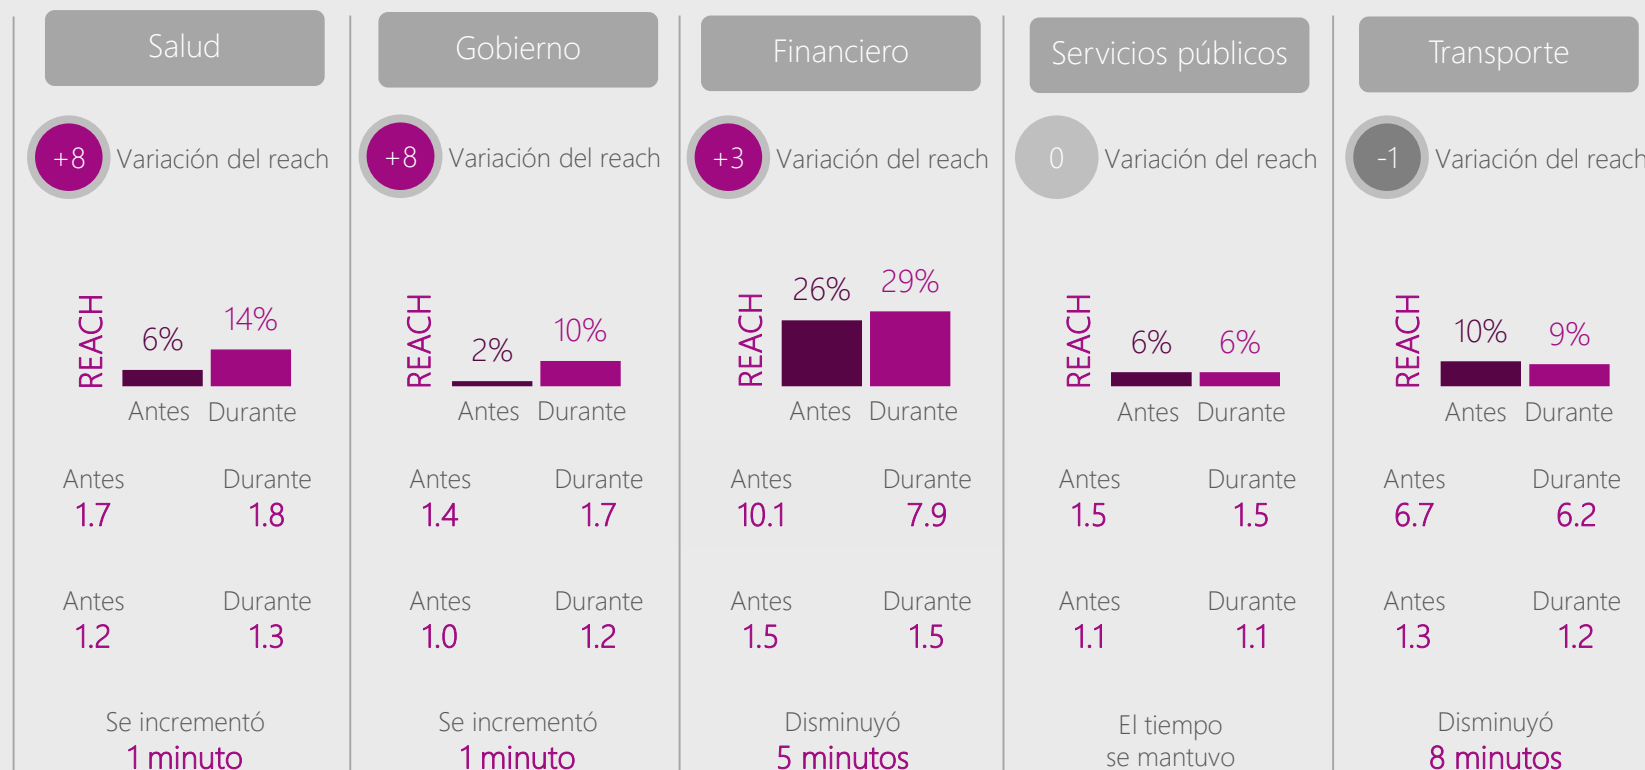 Salud
+8 Variación del reach
REACH
6% 14%
Antes Durante
Antes Durante
1.7 1.8
Antes Durante
1.2 1.3
Se incrementó
1 minuto
Gobierno
+8 Variación del reach
REACH
2% 10%
Antes Durante
Antes Durante
1.4 1.7
Antes Durante
1.0 1.2
Se incrementó
1 minuto
Financiero
+3 Variación del reach
REACH
26% 29%
Antes Durante
Antes Durante
10.1 7.9
Antes Durante
1.5 1.5
Disminuyó
5 minutos
Servicios públicos
0 Variación del reach
REACH
6% 6%
Antes Durante
Antes Durante
1.5 1.5
Antes Durante
1.1 1.1
El tiempo
se mantuvo
Transporte
-1 Variación del reach
REACH
10% 9%
Antes Durante
Antes Durante
6.7 6.2
Antes Durante
1.3 1.2
Disminuyó
8 minutos